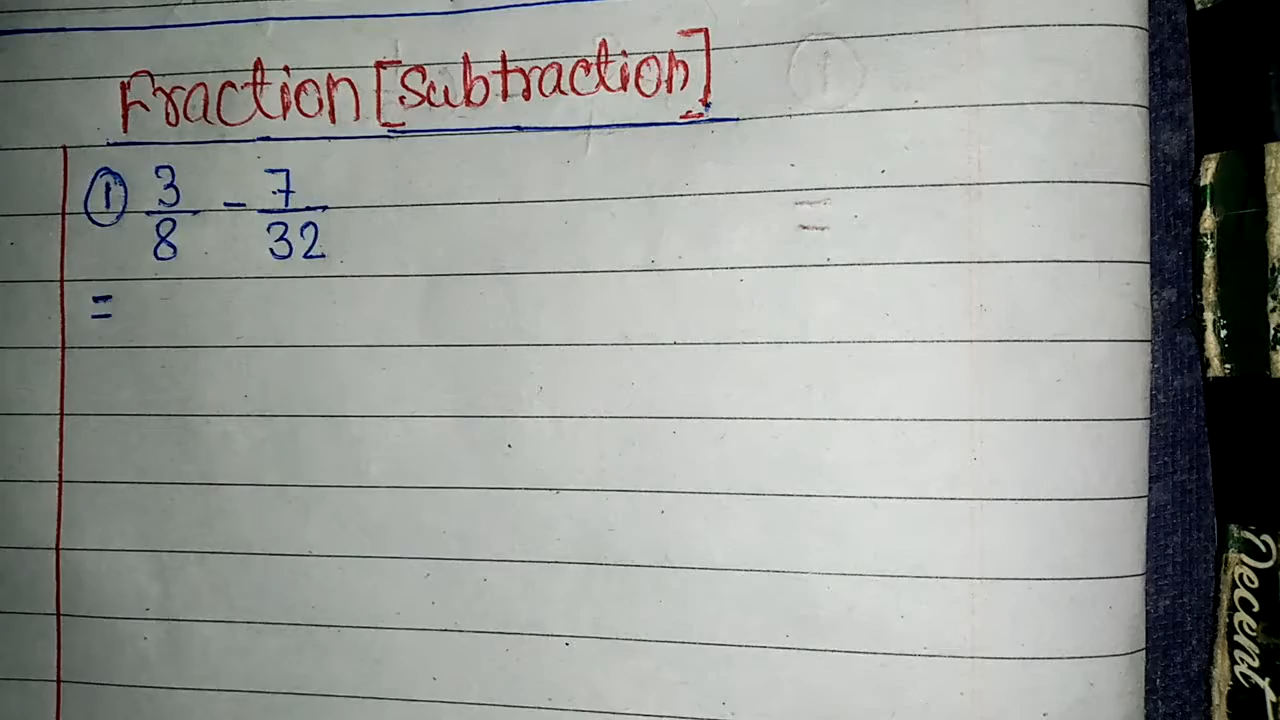 Fraction [Subtraction]
① 3/8 - 7/32
=
Decent